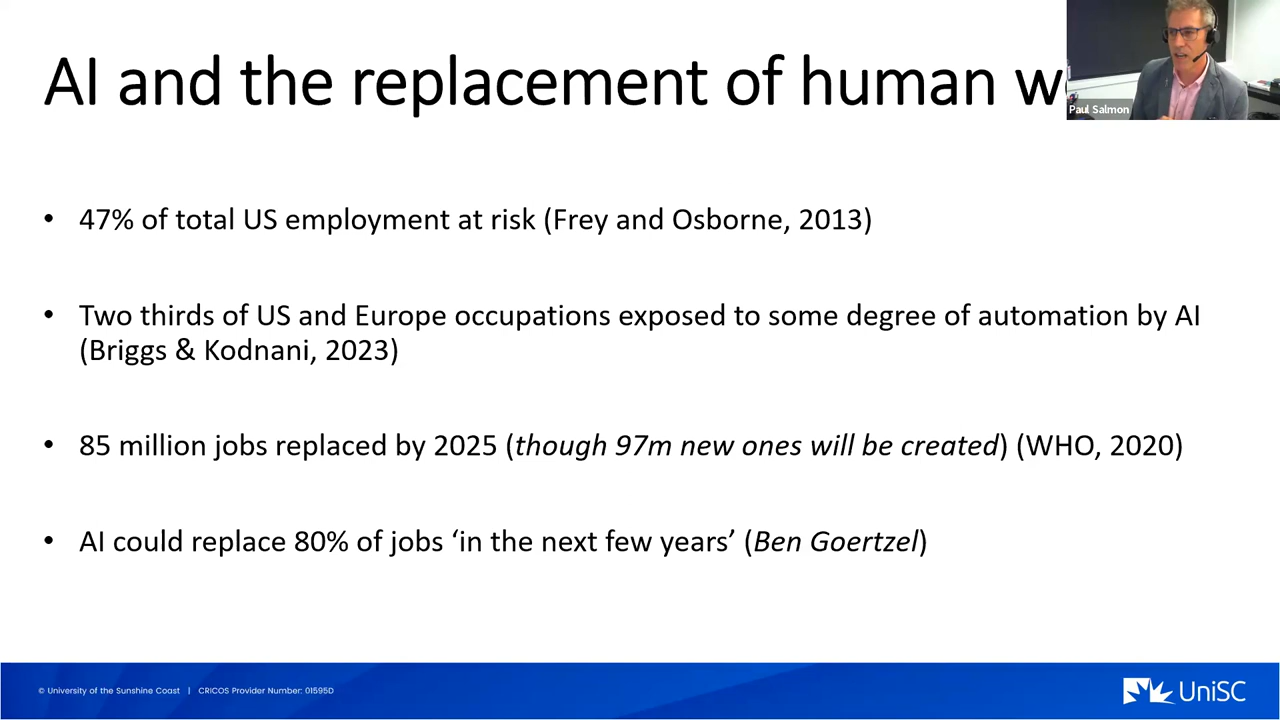 AI and the replacement of human
Paul Salmon
• 47% of total US employment at risk (Frey and Osborne, 2013)
• Two thirds of US and Europe occupations exposed to some degree of automation by AI
(Briggs & Kodnani, 2023)
• 85 million jobs replaced by 2025 (though 97m new ones will be created) (WHO, 2020)
• AI could replace 80% of jobs ‘in the next few years’ (Ben Goertzel)
© University of the Sunshine Coast | CRICOS Provider Number: 01595D
UniSC